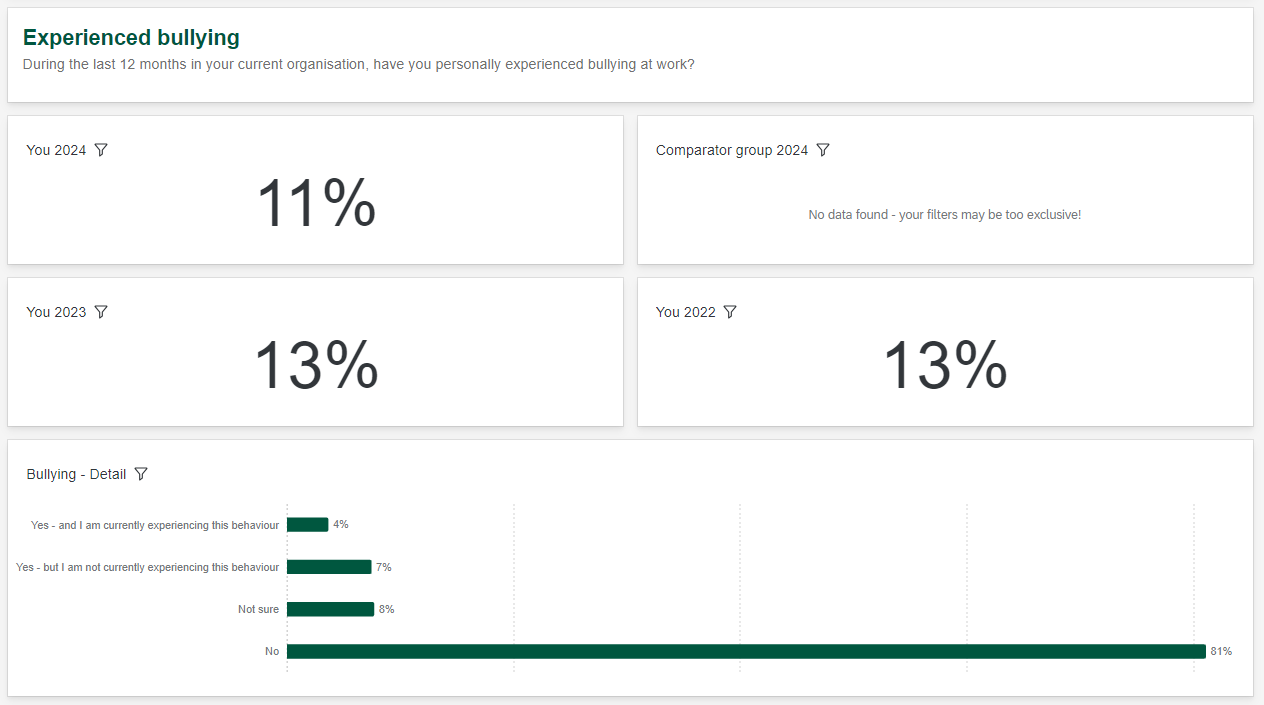 Experienced bullying
During the last 12 months in your current organisation, have you personally experienced bullying at work?
You 2024
11%
Comparator group 2024
No data found - your filters may be too exclusive!
You 2023
13%
You 2022
13%
Bullying - Detail
Yes - and I am currently experiencing this behaviour 4%
Yes - but I am not currently experiencing this behaviour 7%
Not sure 8%
No 81%